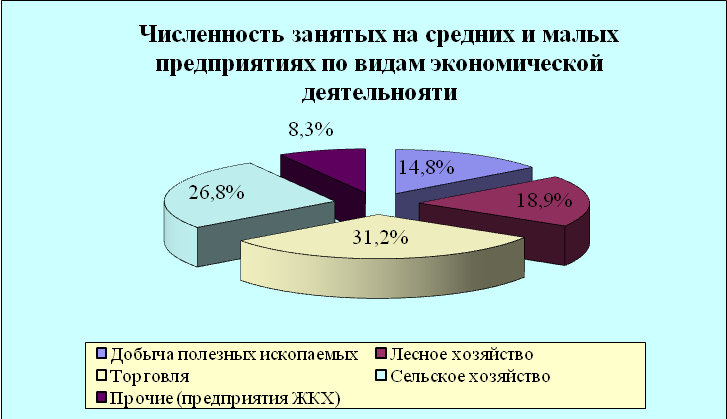 Численность занятых на средних и малых
предприятиях по видам экономической
деятельнояти
8,3%
14,8%
26,8%
18,9%
31,2%
Добыча полезных ископаемых
Лесное хозяйство
Торговля
Сельское хозяйство
Прочие (предприятия ЖКХ)